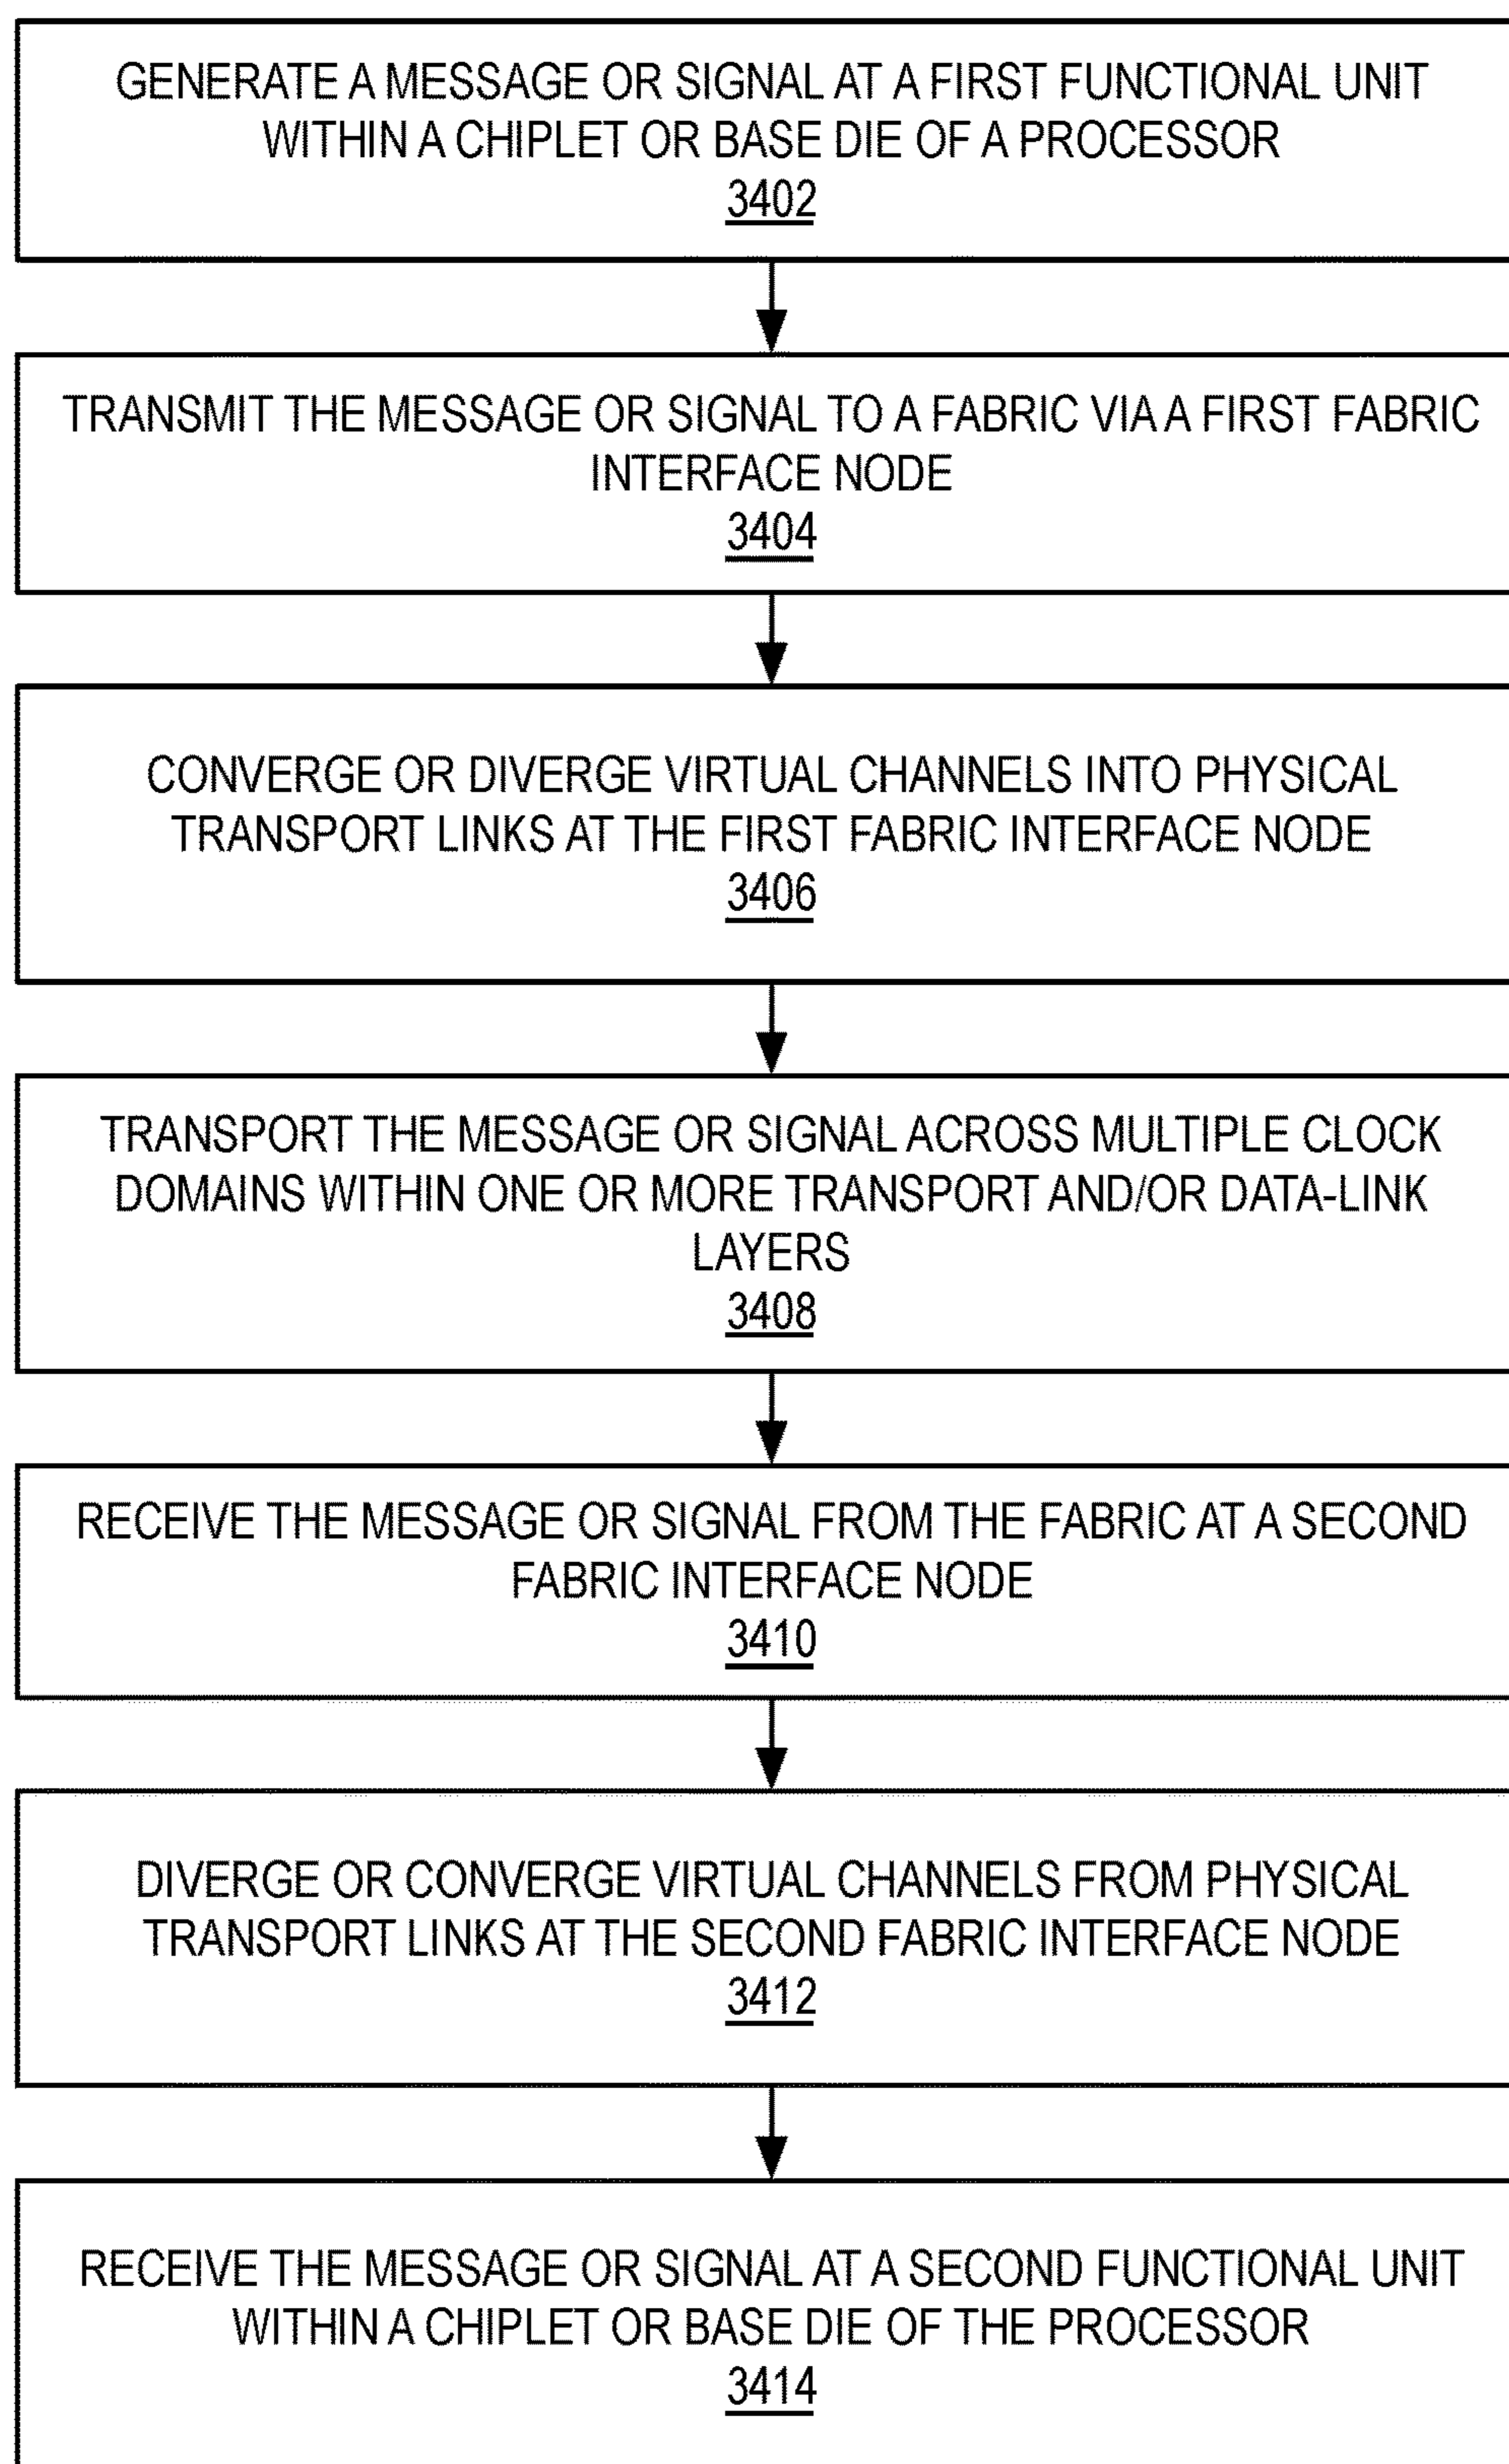 GENERATE A MESSAGE OR SIGNAL AT A FIRST FUNCTIONAL UNIT
WITHIN A CHIPLET OR BASE DIE OF A PROCESSOR
3402
TRANSMIT THE MESSAGE OR SIGNAL TO A FABRIC VIA A FIRST FABRIC
INTERFACE NODE
3404
CONVERGE OR DIVERGE VIRTUAL CHANNELS INTO PHYSICAL
TRANSPORT LINKS AT THE FIRST FABRIC INTERFACE NODE
3406
TRANSPORT THE MESSAGE OR SIGNAL ACROSS MULTIPLE CLOCK
DOMAINS WITHIN ONE OR MORE TRANSPORT AND/OR DATA-LINK
LAYERS
3408
RECEIVE THE MESSAGE OR SIGNAL FROM THE FABRIC AT A SECOND
FABRIC INTERFACE NODE
3410
DIVERGE OR CONVERGE VIRTUAL CHANNELS FROM PHYSICAL
TRANSPORT LINKS AT THE SECOND FABRIC INTERFACE NODE
3412
RECEIVE THE MESSAGE OR SIGNAL AT A SECOND FUNCTIONAL UNIT
WITHIN A CHIPLET OR BASE DIE OF THE PROCESSOR
3414